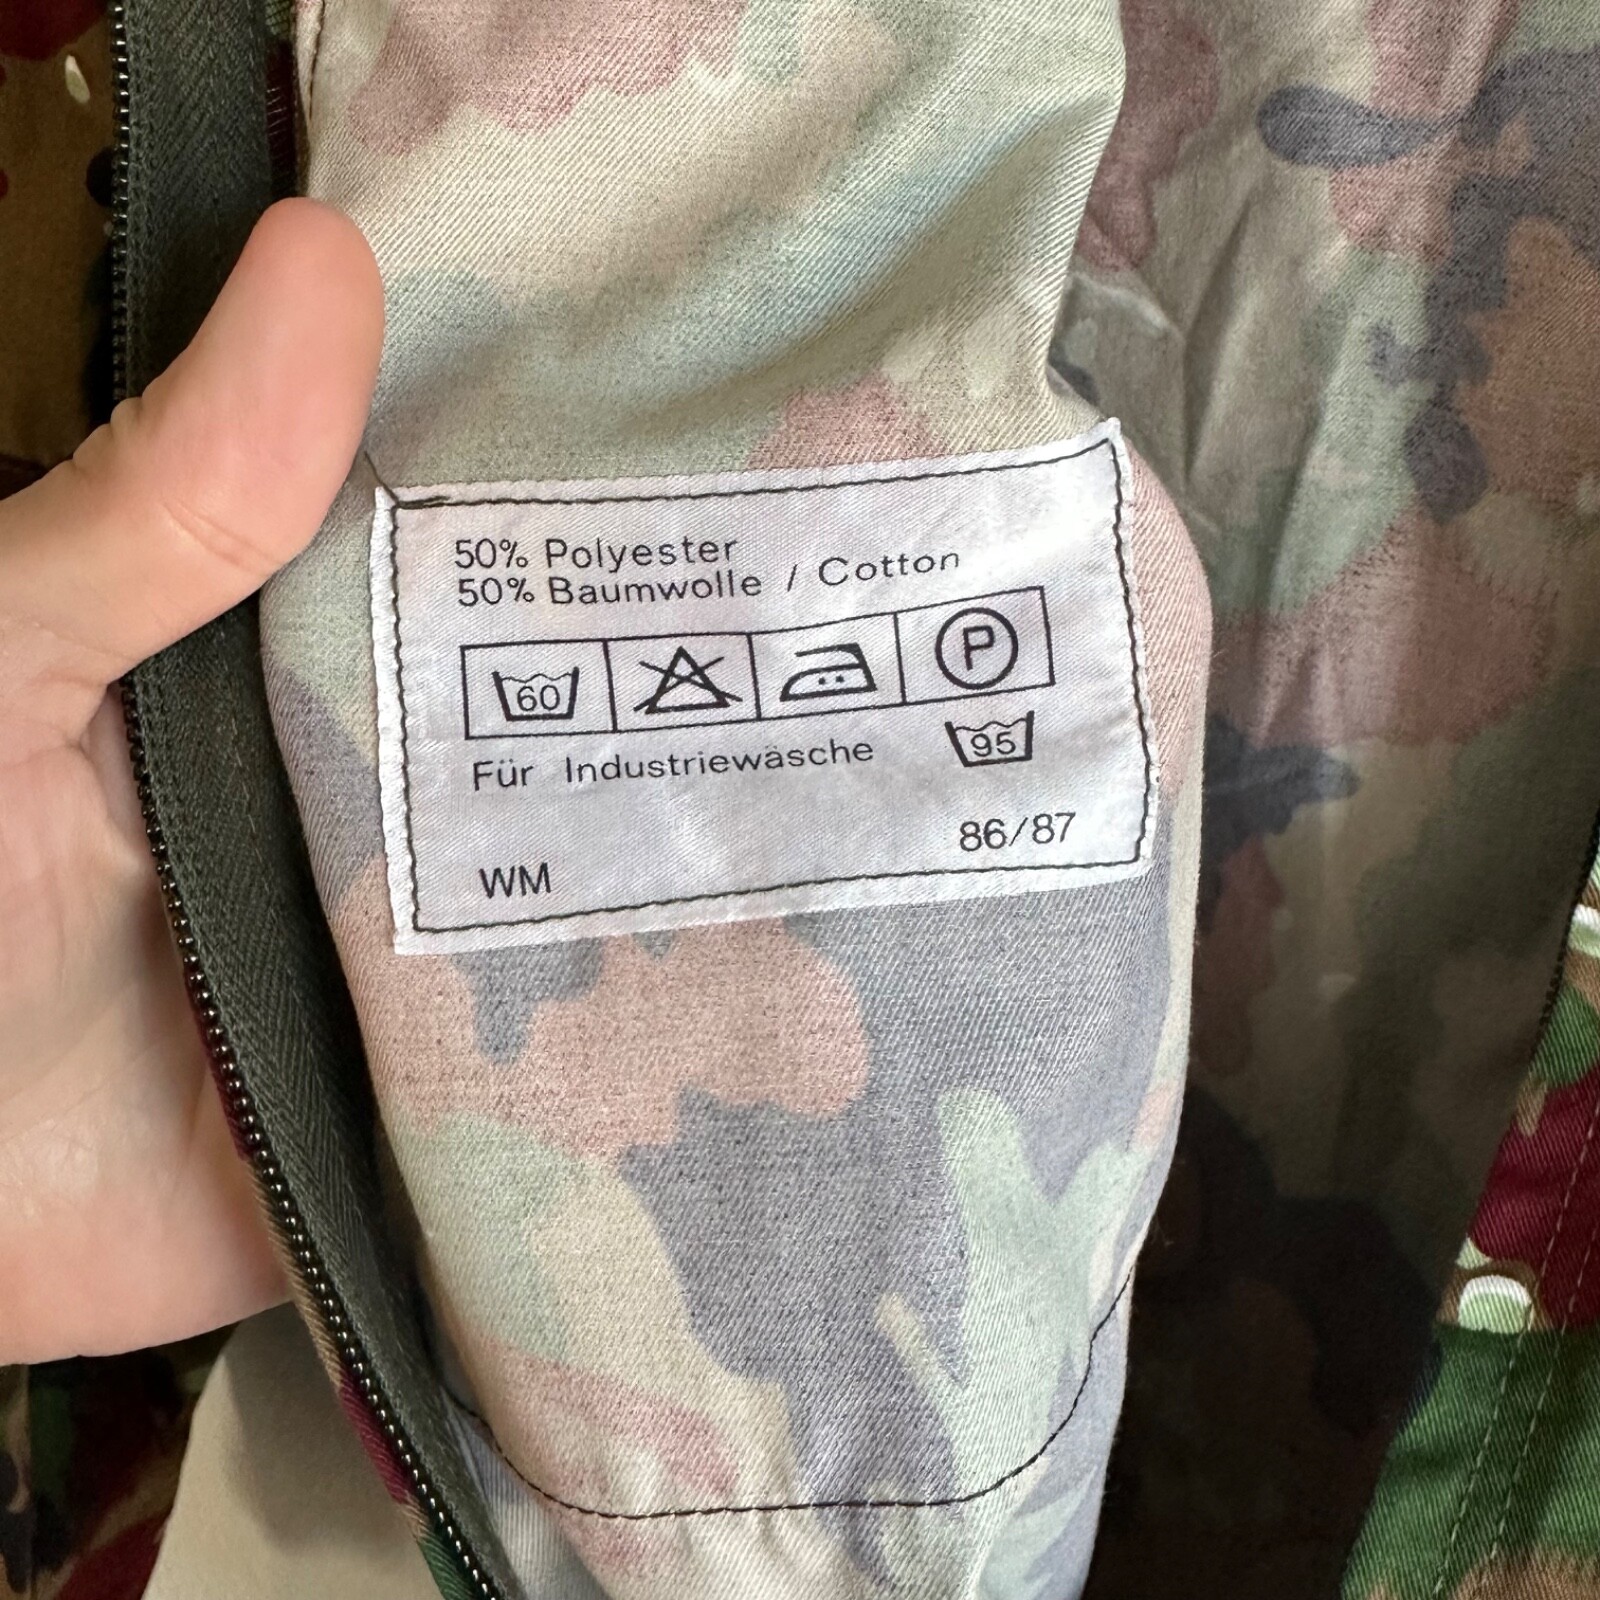 50% Polyester
50% Baumwolle / Cotton
60 P
Für Industriewäsche 95
86/87
WM